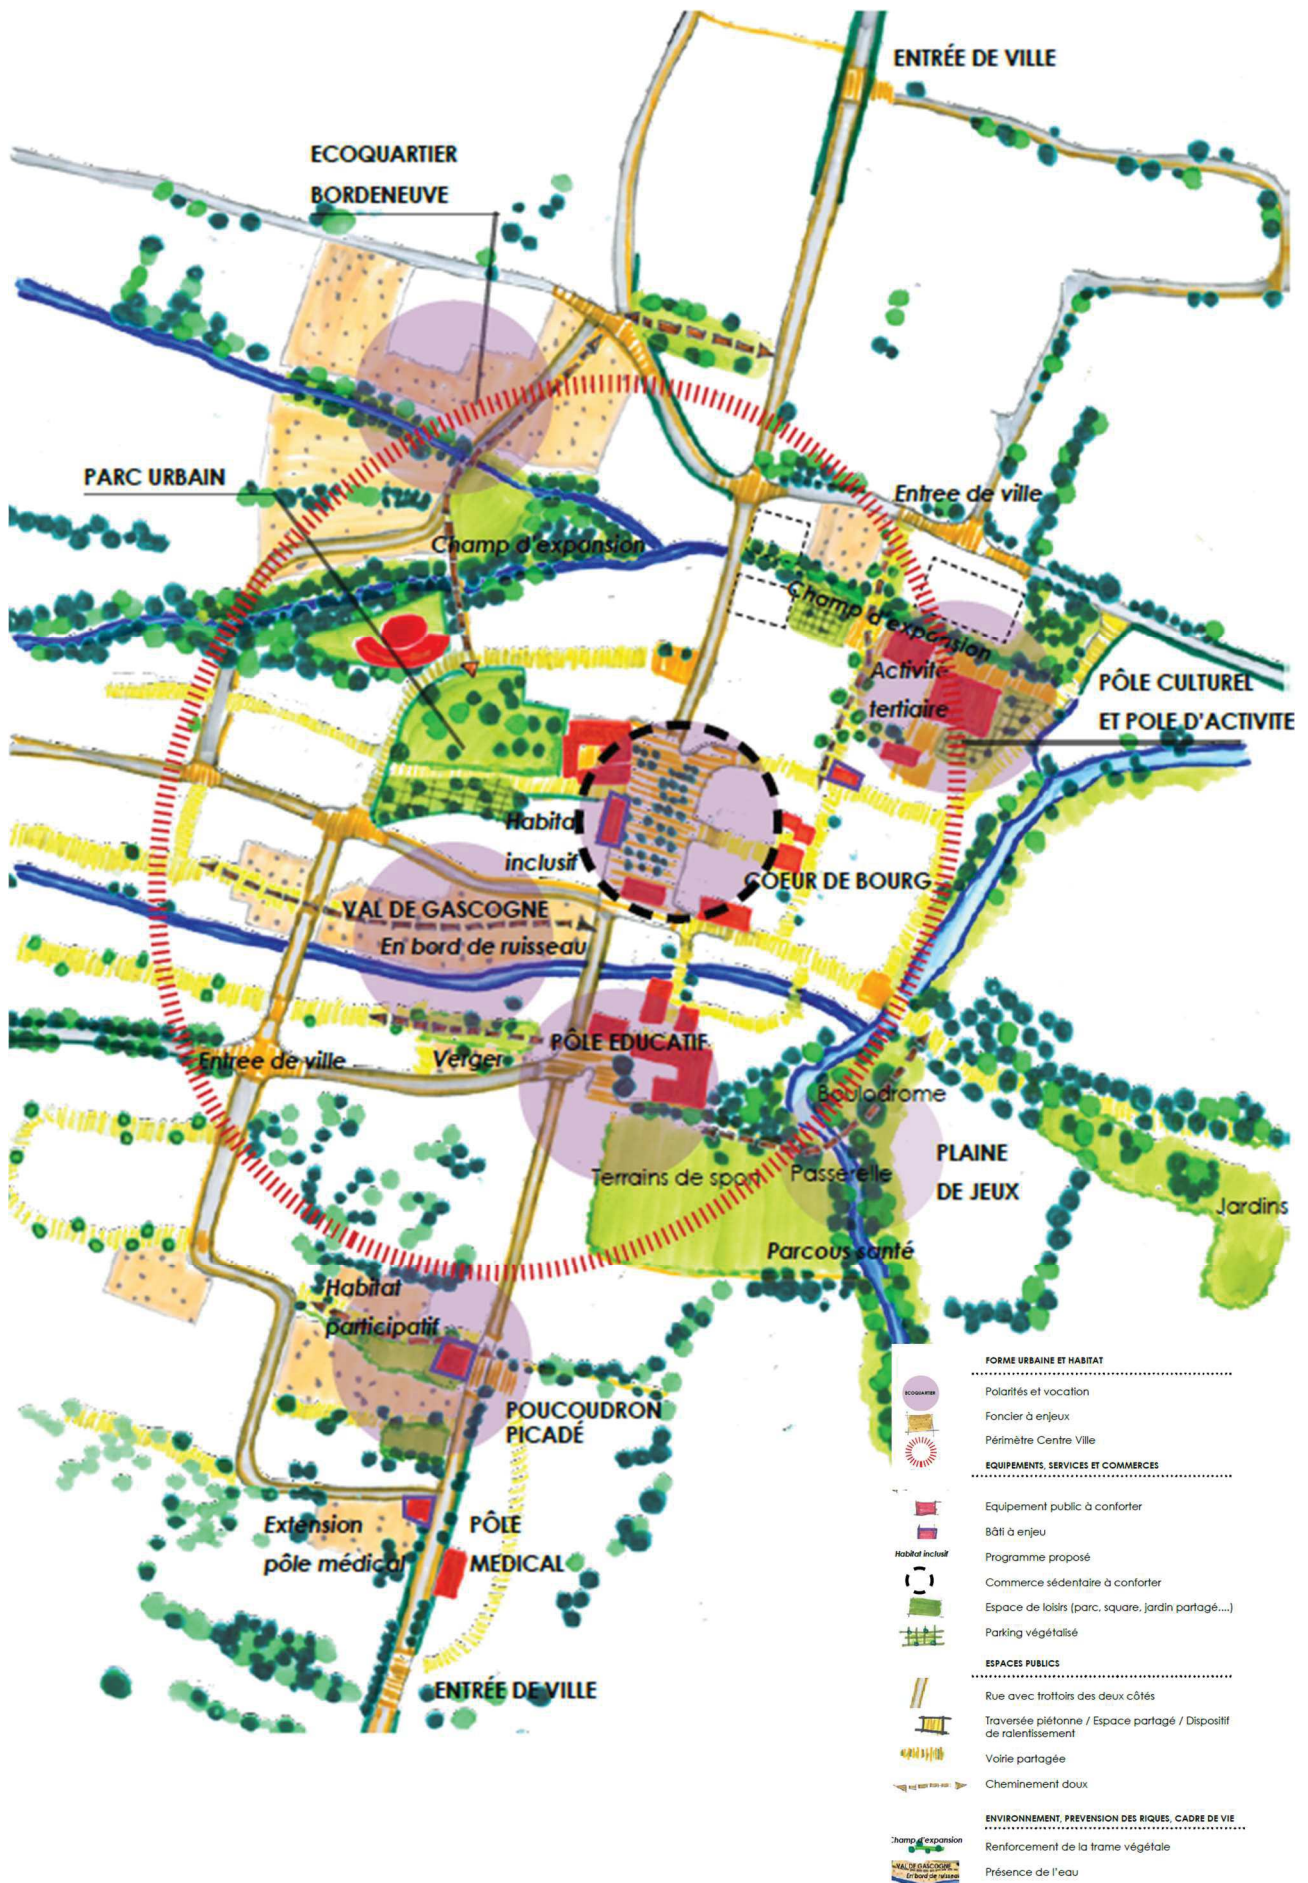 ENTRÉE DE VILLE
ECOQUARTIER
BORDENEUVE
PARC URBAIN
Entree de ville
Champ d'expansion
Champ d'expansion
Activité
tertiaire
PÔLE CULTUREL
ET POLE D'ACTIVITE
Habitat
inclusif
COEUR DE BOURG
VAL DE GASCOGNE
En bord de ruisseau
PÔLE EDUCATIF
Entree de ville
Verger
Boulodrome
PLAINE
DE JEUX
Terrains de sport
Passerelle
Jardins
Parcous santé
Habitat
participatif
POUCOUDRON
PICADÉ
Extension
pôle médical
PÔLE
MEDICAL
ENTRÉE DE VILLE
FORME URBAINE ET HABITAT
ECOQUARTIER
Polarités et vocation
Foncier à enjeux
Périmètre Centre Ville
EQUIPEMENTS, SERVICES ET COMMERCES
Equipement public à conforter
Bâti à enjeu
Habitat inclusif
Programme proposé
Commerce sédentaire à conforter
Espace de loisirs (parc, square, jardin partagé....)
Parking végétalisé
ESPACES PUBLICS
Rue avec trottoirs des deux côtés
Traversée piétonne / Espace partagé / Dispositif
de ralentissement
Voirie partagée
Cheminement doux
ENVIRONNEMENT, PREVENTION DES RIQUES, CADRE DE VIE
Champ d'expansion
Renforcement de la trame végétale
VAL DE GASCOGNE
En bord de ruisseau
Présence de l'eau